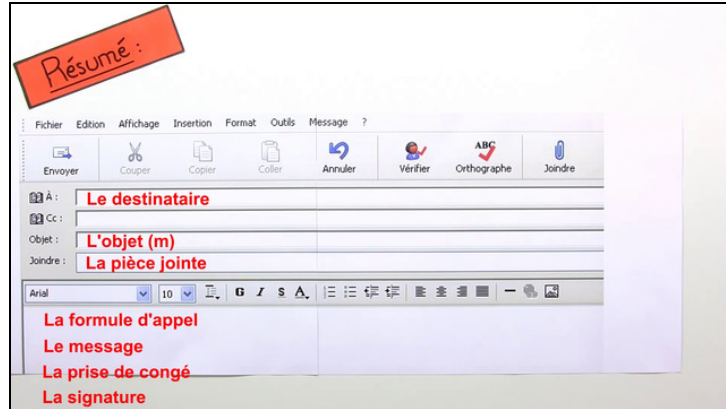 Résumé :
Fichier Edition Affichage Insertion Format Outils Message ?
Envoyer Couper Copier Coller Annuler Vérifier ABC Orthographe Joindre
À : Le destinataire
Cc :
Objet : L'objet (m)
Joindre : La pièce jointe
Arial 10 G I S A
La formule d'appel
Le message
La prise de congé
La signature